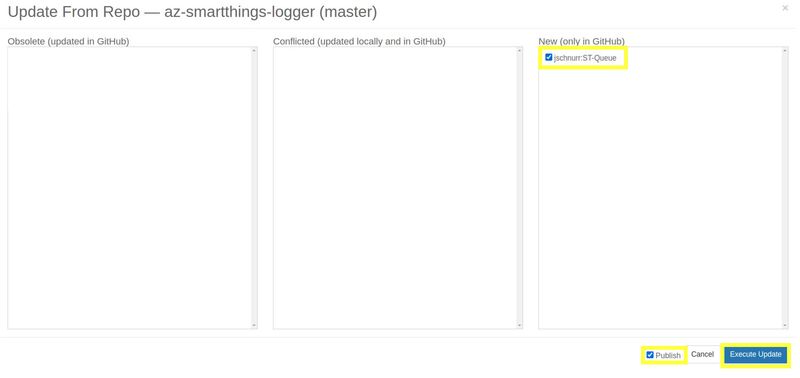 Update From Repo — az-smartthings-logger (master)
×
Obsolete (updated in GitHub)
Conflicted (updated locally and in GitHub)
New (only in GitHub)
jschnurr:ST-Queue
Publish
Cancel
Execute Update